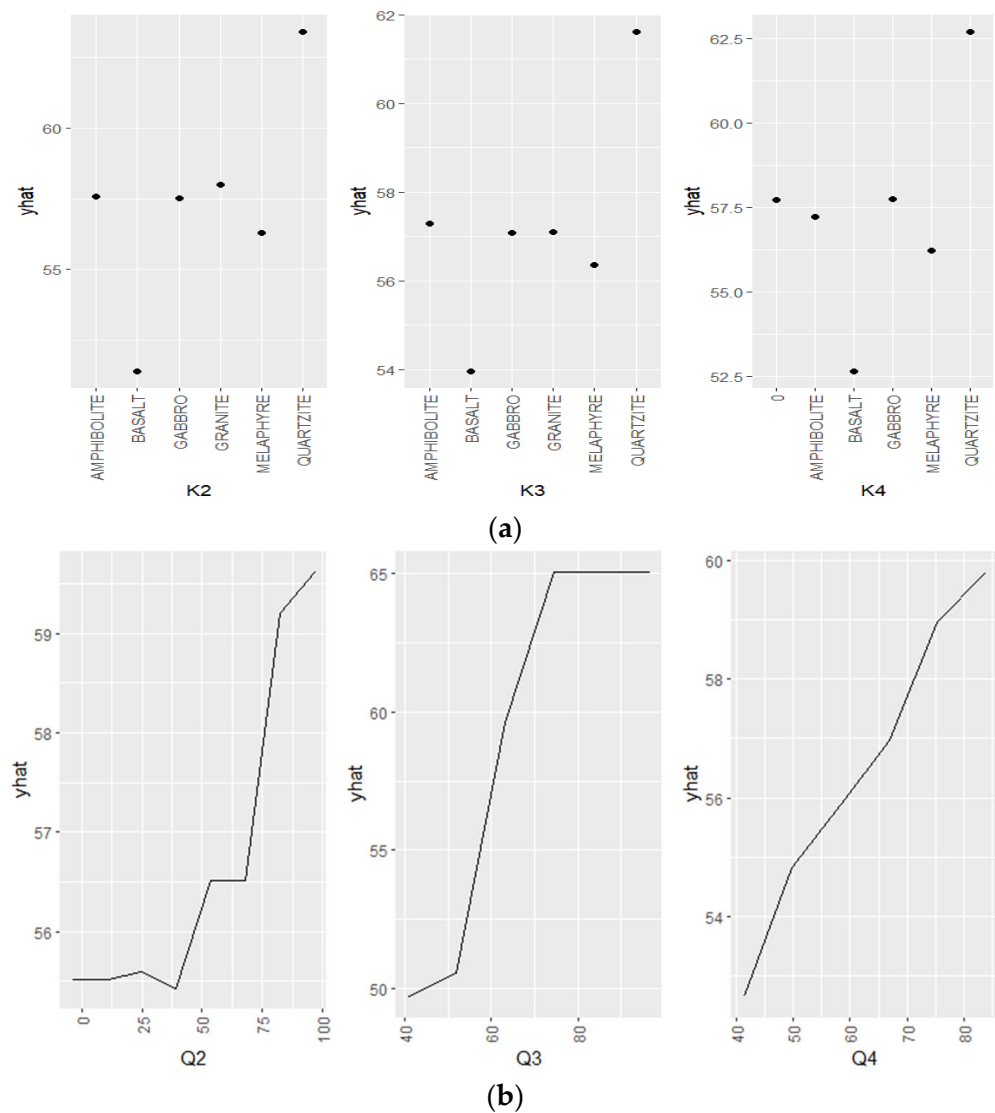 yhat
60
55
AMPHIBOLITE
BASALT
GABBRO
GRANITE
MELAPHYRE
QUARTZITE
K2
yhat
62
60
58
56
54
AMPHIBOLITE
BASALT
GABBRO
GRANITE
MELAPHYRE
QUARTZITE
K3
yhat
62.5
60.0
57.5
55.0
52.5
0
AMPHIBOLITE
BASALT
GABBRO
MELAPHYRE
QUARTZITE
K4
(a)
yhat
59
58
57
56
0
25
50
75
100
Q2
yhat
65
60
55
50
40
60
80
Q3
yhat
60
58
56
54
40
50
60
70
80
Q4
(b)